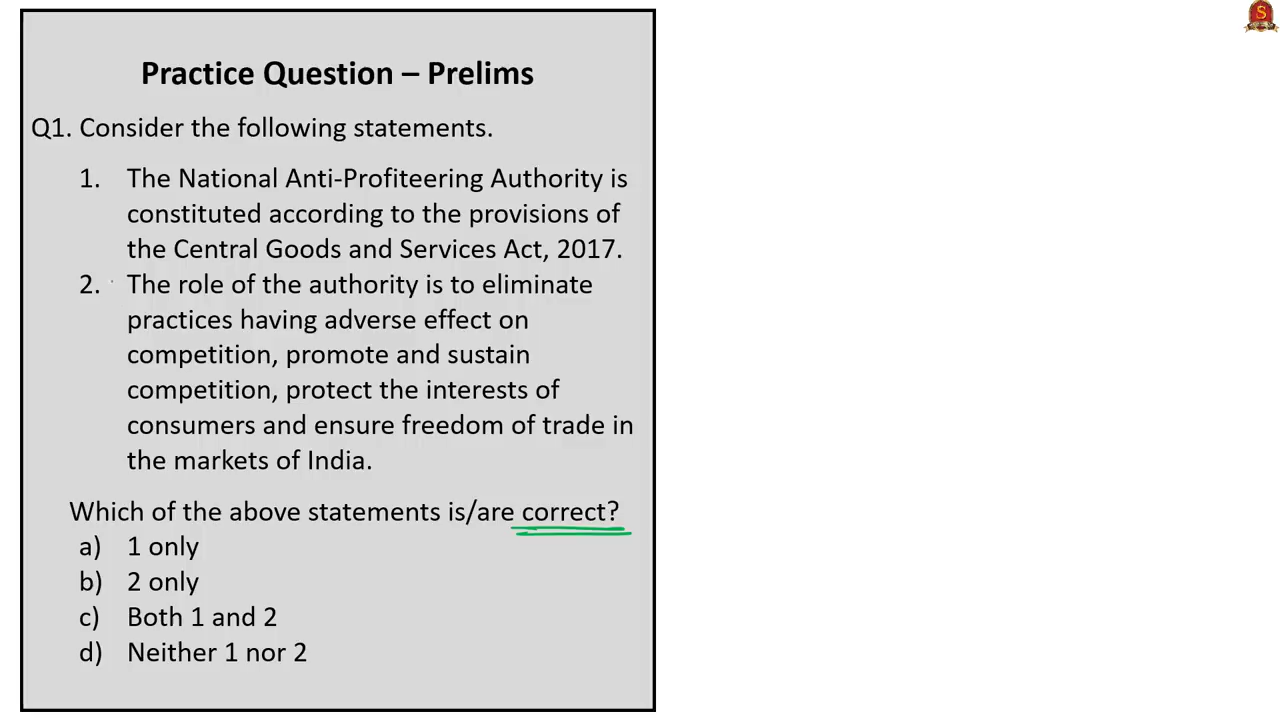 Practice Question – Prelims
Q1. Consider the following statements.
1. The National Anti-Profiteering Authority is
constituted according to the provisions of
the Central Goods and Services Act, 2017.
2. The role of the authority is to eliminate
practices having adverse effect on
competition, promote and sustain
competition, protect the interests of
consumers and ensure freedom of trade in
the markets of India.
Which of the above statements is/are correct?
a) 1 only
b) 2 only
c) Both 1 and 2
d) Neither 1 nor 2
S